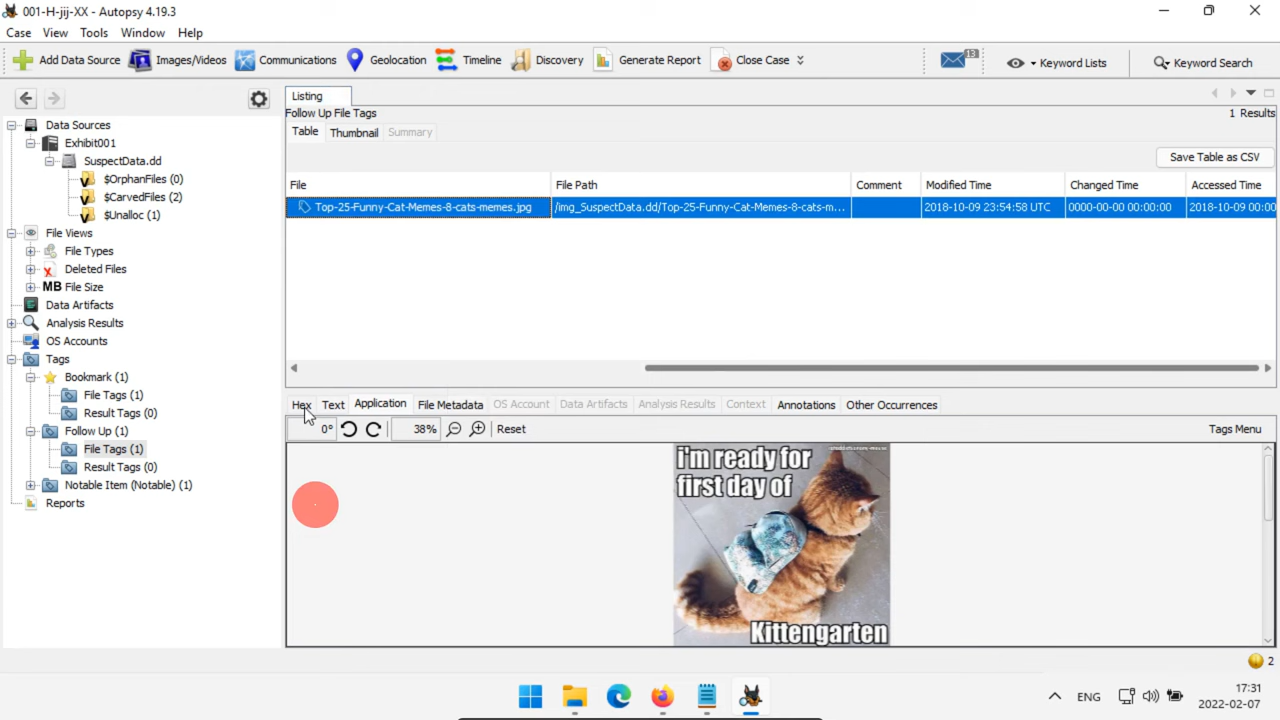 001-H-jij-XX - Autopsy 4.19.3
Case View Tools Window Help
Add Data Source Images/Videos Communications Geolocation Timeline Discovery Generate Report Close Case 13 Keyword Lists Keyword Search
Data Sources
Exhibit001
SuspectData.dd
$OrphanFiles (0)
$CarvedFiles (2)
$Unalloc (1)
File Views
File Types
Deleted Files
MB File Size
Data Artifacts
Analysis Results
OS Accounts
Tags
Bookmark (1)
File Tags (1)
Result Tags (0)
Follow Up (1)
File Tags (1)
Result Tags (0)
Notable Item (Notable) (1)
Reports
Listing
Follow Up File Tags 1 Results
Table Thumbnail Summary
Save Table as CSV
File File Path Comment Modified Time Changed Time Accessed Time
Top-25-Funny-Cat-Memes-8-cats-memes.jpg /img_SuspectData.dd/Top-25-Funny-Cat-Memes-8-cats-m... 2018-10-09 23:54:58 UTC 0000-00-00 00:00:00 2018-10-09 00:00
Hex Text Application File Metadata OS Account Data Artifacts Analysis Results Context Annotations Other Occurrences
0° 38% Reset Tags Menu
i'm ready for
first day of
Kittengarten
2
ENG 17:31
2022-02-07